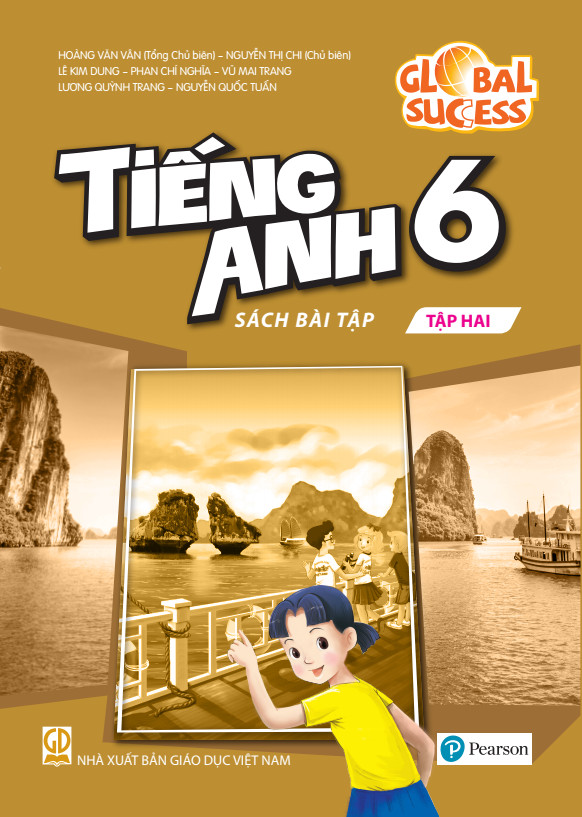 HOÀNG VĂN VÂN (Tổng Chủ biên) – NGUYỄN THỊ CHI (Chủ biên)
LÊ KIM DUNG – PHAN CHÍ NGHĨA – VŨ MAI TRANG
LƯƠNG QUỲNH TRANG – NGUYỄN QUỐC TUẤN
GLOBAL
SUCCESS
TIẾNG
ANH 6
SÁCH BÀI TẬP
TẬP HAI
GD
NHÀ XUẤT BẢN GIÁO DỤC VIỆT NAM
Pearson